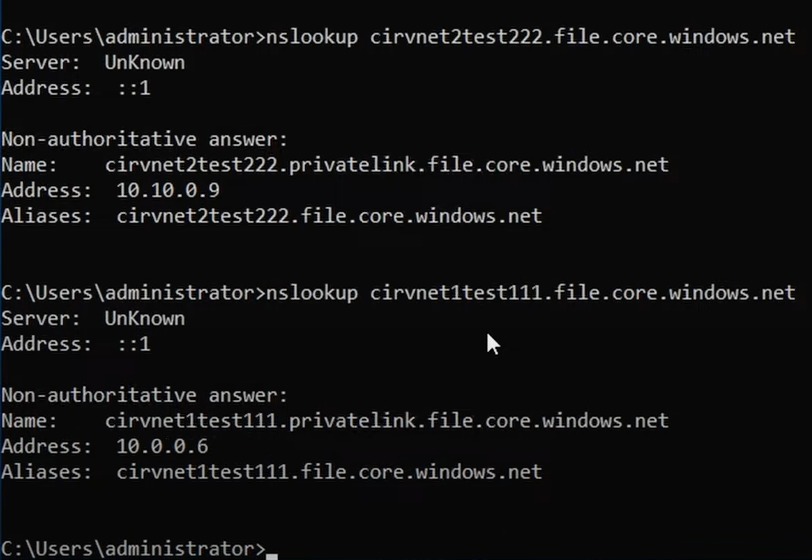 C:\Users\administrator>nslookup cirvnet2test222.file.core.windows.net
Server:  UnKnown
Address:  ::1
Non-authoritative answer:
Name:    cirvnet2test222.privatelink.file.core.windows.net
Address:  10.10.0.9
Aliases:  cirvnet2test222.file.core.windows.net
C:\Users\administrator>nslookup cirvnet1test111.file.core.windows.net
Server:  UnKnown
Address:  ::1
Non-authoritative answer:
Name:    cirvnet1test111.privatelink.file.core.windows.net
Address:  10.0.0.6
Aliases:  cirvnet1test111.file.core.windows.net
C:\Users\administrator>